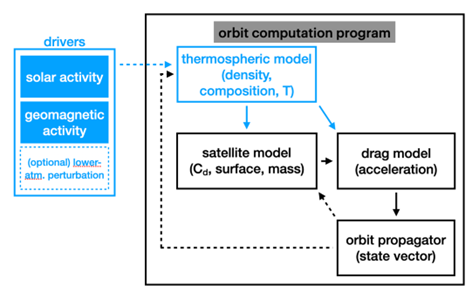 drivers
solar activity
geomagnetic
activity
(optional) lower-
atm. perturbation
orbit computation program
thermospheric model
(density,
composition, T)
satellite model
(Cd, surface, mass)
drag model
(acceleration)
orbit propagator
(state vector)